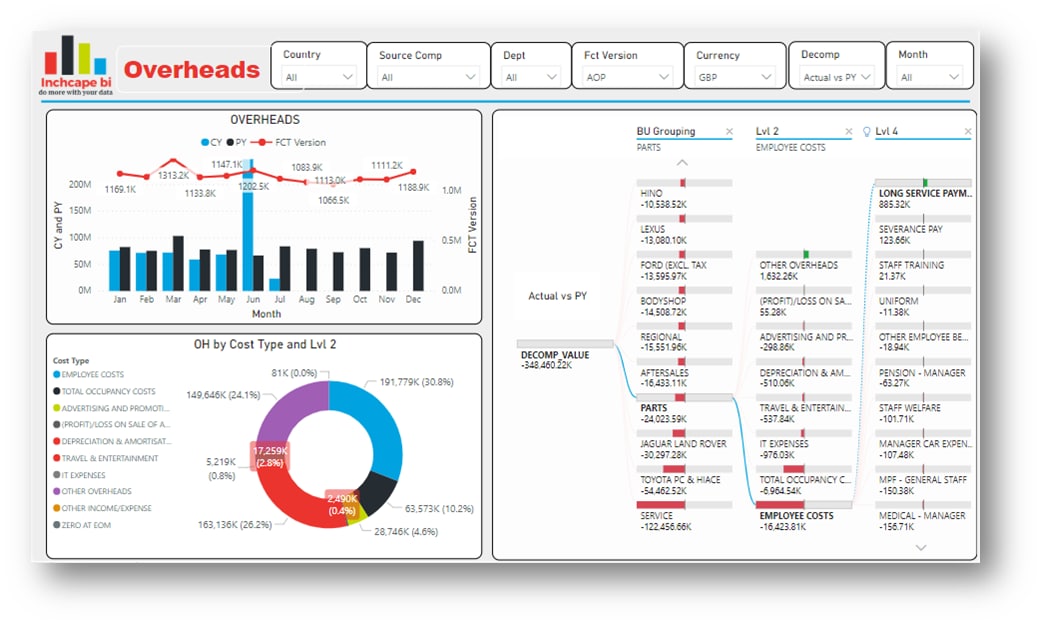 Inchcape bi
do more with your data
Overheads
Country
All
Source Comp
All
Dept
All
Fct Version
AOP
Currency
GBP
Decomp
Actual vs PY
Month
All
OVERHEADS
CY PY FCT Version
200M
150M
100M
50M
0M
CY and PY
1.0M
0.5M
0.0M
FCT Version
1169.1K
1313.2K
1133.8K
1147.1K
1202.5K
1083.9K
1113.0K
1066.5K
1111.2K
1188.9K
Jan Feb Mar Apr May Jun Jul Aug Sep Oct Nov Dec
Month
OH by Cost Type and Lvl 2
Cost Type
EMPLOYEE COSTS
TOTAL OCCUPANCY COSTS
ADVERTISING AND PROMOTI...
(PROFIT)/LOSS ON SALE OF A...
DEPRECIATION & AMORTISAT...
TRAVEL & ENTERTAINMENT
IT EXPENSES
OTHER OVERHEADS
OTHER INCOME/EXPENSE
ZERO AT EOM
81K (0.0%)
191,779K (30.8%)
149,646K (24.1%)
17,259K
(2.8%)
5,219K
(0.8%)
2,490K
(0.4%)
63,573K (10.2%)
163,136K (26.2%)
28,746K (4.6%)
Actual vs PY
DECOMP_VALUE
-348,460.22K
BU Grouping
PARTS
HINO
-10,538.52K
LEXUS
-13,080.10K
FORD (EXCL. TAX
-13,595.97K
BODYSHOP
-14,508.72K
REGIONAL
-15,551.96K
AFTERSALES
-16,433.11K
PARTS
-24,023.59K
JAGUAR LAND ROVER
-30,297.28K
TOYOTA PC & HIACE
-54,462.52K
SERVICE
-122,456.66K
Lvl 2
EMPLOYEE COSTS
OTHER OVERHEADS
1,632.26K
(PROFIT)/LOSS ON SA...
55.28K
ADVERTISING AND PR...
-298.86K
DEPRECIATION & AM...
-510.06K
TRAVEL & ENTERTAIN...
-537.84K
IT EXPENSES
-976.03K
TOTAL OCCUPANCY C...
-6,964.54K
EMPLOYEE COSTS
-16,423.81K
Lvl 4
LONG SERVICE PAYM...
885.32K
SEVERANCE PAY
123.66K
STAFF TRAINING
21.37K
UNIFORM
-11.38K
OTHER EMPLOYEE BE...
-18.94K
PENSION - MANAGER
-63.27K
STAFF WELFARE
-101.71K
MANAGER CAR EXPEN...
-107.48K
MPF - GENERAL STAFF
-150.38K
MEDICAL - MANAGER
-156.71K